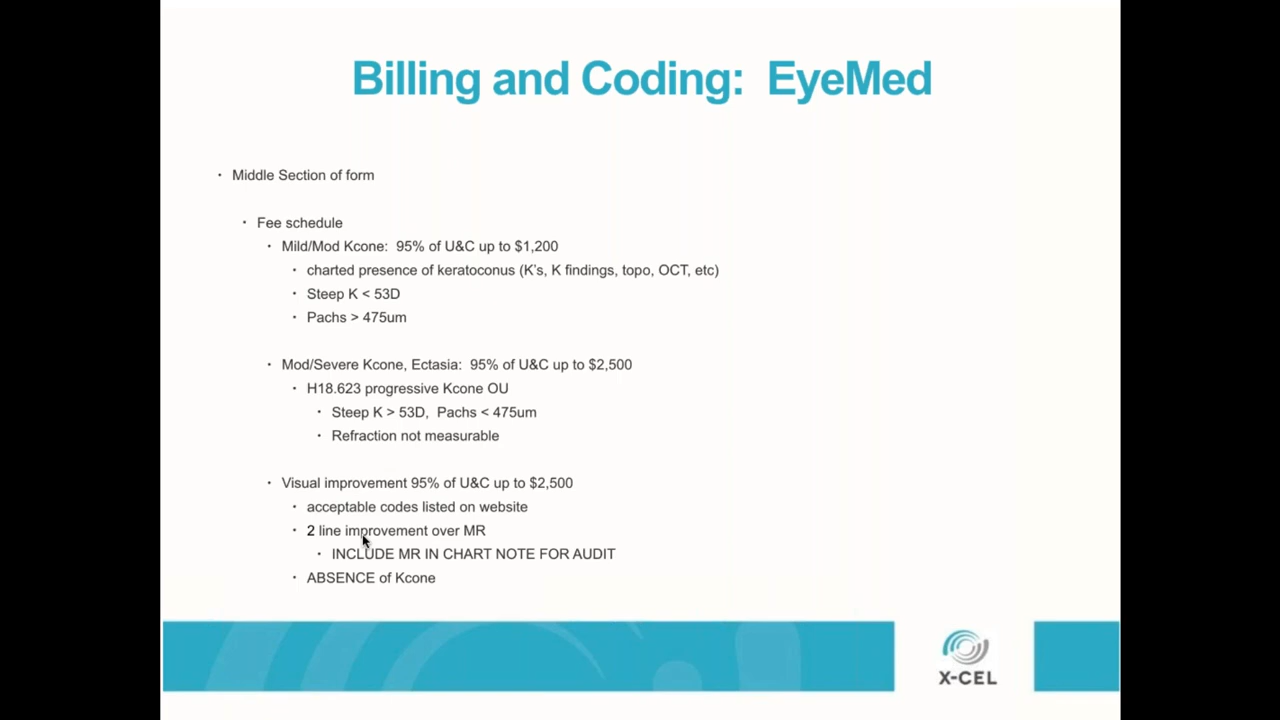 Billing and Coding: EyeMed
· Middle Section of form
· Fee schedule
· Mild/Mod Kcone: 95% of U&C up to $1,200
· charted presence of keratoconus (K's, K findings, topo, OCT, etc)
· Steep K < 53D
· Pachs > 475um
· Mod/Severe Kcone, Ectasia: 95% of U&C up to $2,500
· H18.623 progressive Kcone OU
· Steep K > 53D, Pachs < 475um
· Refraction not measurable
· Visual improvement 95% of U&C up to $2,500
· acceptable codes listed on website
· 2 line improvement over MR
· INCLUDE MR IN CHART NOTE FOR AUDIT
· ABSENCE of Kcone
X-CEL